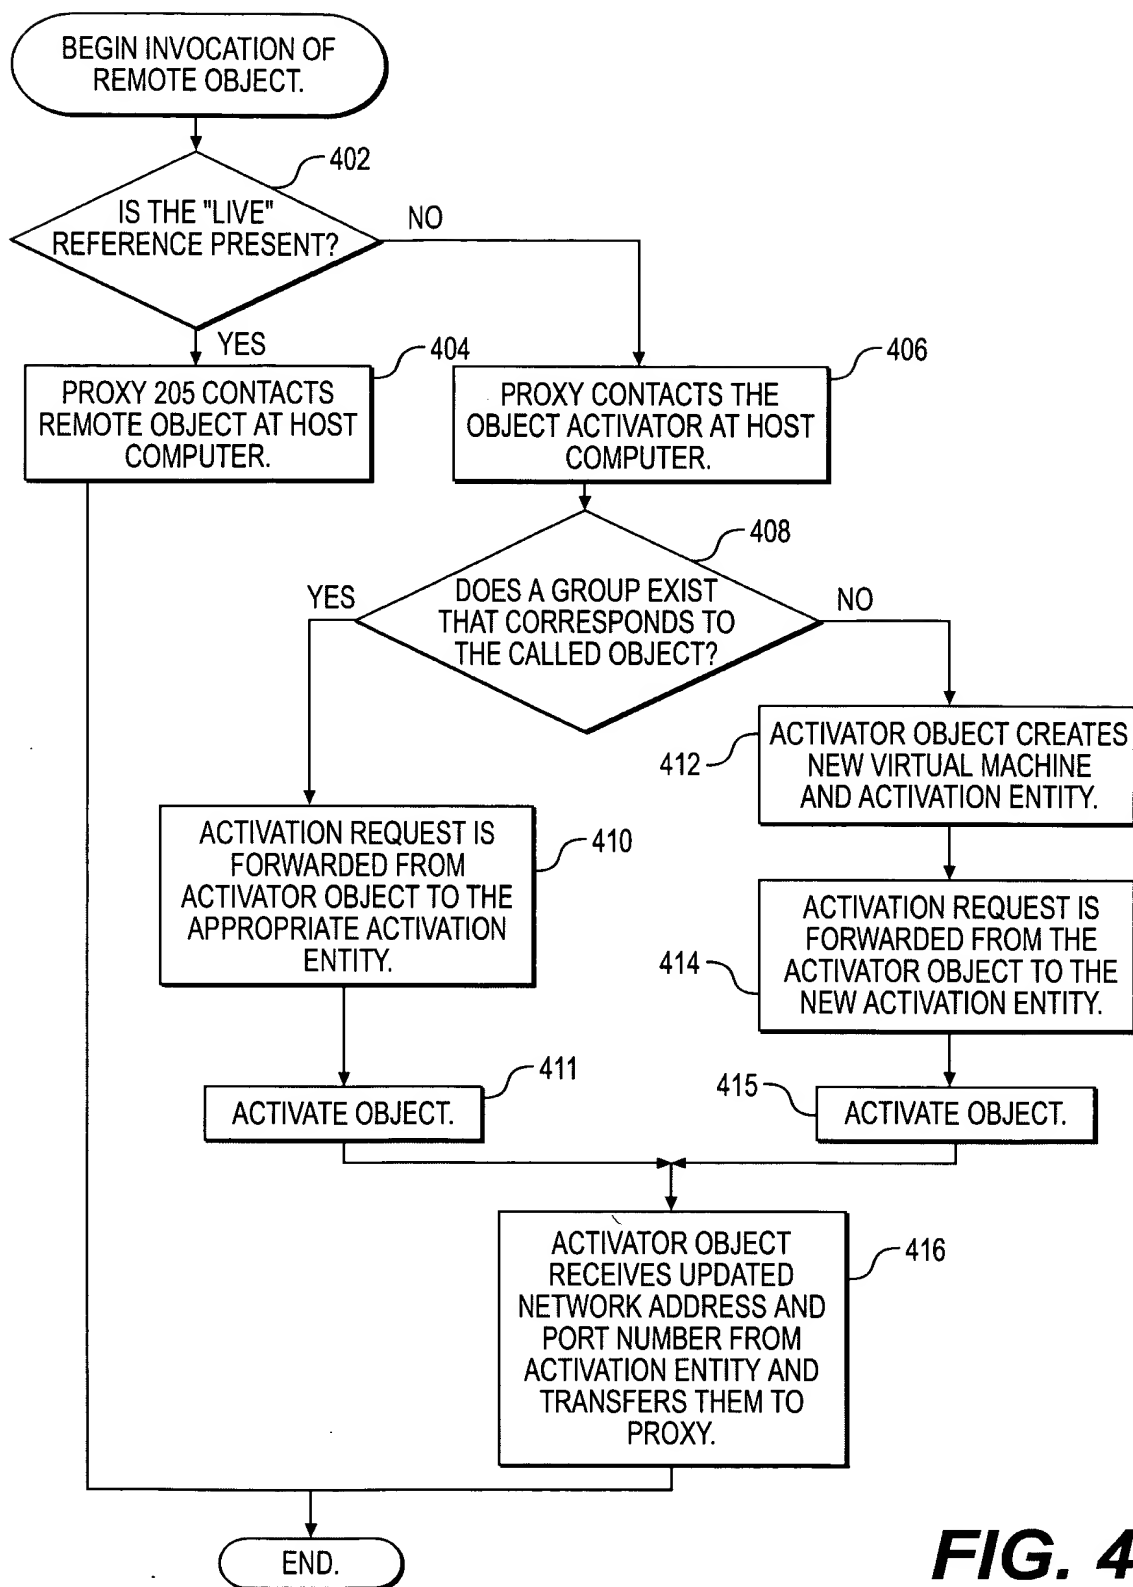 BEGIN INVOCATION OF
REMOTE OBJECT.
402
IS THE "LIVE"
REFERENCE PRESENT?
NO
YES
404
PROXY 205 CONTACTS
REMOTE OBJECT AT HOST
COMPUTER.
406
PROXY CONTACTS THE
OBJECT ACTIVATOR AT HOST
COMPUTER.
408
DOES A GROUP EXIST
THAT CORRESPONDS TO
THE CALLED OBJECT?
YES
NO
412
ACTIVATOR OBJECT CREATES
NEW VIRTUAL MACHINE
AND ACTIVATION ENTITY.
410
ACTIVATION REQUEST IS
FORWARDED FROM
ACTIVATOR OBJECT TO THE
APPROPRIATE ACTIVATION
ENTITY.
414
ACTIVATION REQUEST IS
FORWARDED FROM THE
ACTIVATOR OBJECT TO THE
NEW ACTIVATION ENTITY.
411
ACTIVATE OBJECT.
415
ACTIVATE OBJECT.
416
ACTIVATOR OBJECT
RECEIVES UPDATED
NETWORK ADDRESS AND
PORT NUMBER FROM
ACTIVATION ENTITY AND
TRANSFERS THEM TO
PROXY.
END.
FIG. 4